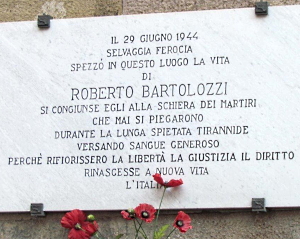 IL 29 GIUGNO 1944
SELVAGGIA FEROCIA
SPEZZÒ IN QUESTO LUOGO LA VITA
DI
ROBERTO BARTOLOZZI
SI CONGIUNSE EGLI ALLA SCHIERA DEI MARTIRI
CHE MAI SI PIEGARONO
DURANTE LA LUNGA SPIETATA TIRANNIDE
VERSANDO SANGUE GENEROSO
PERCHÈ RIFIORISSERO LA LIBERTÀ LA GIUSTIZIA IL DIRITTO
RINASCESSE A NUOVA VITA
L'ITALIA